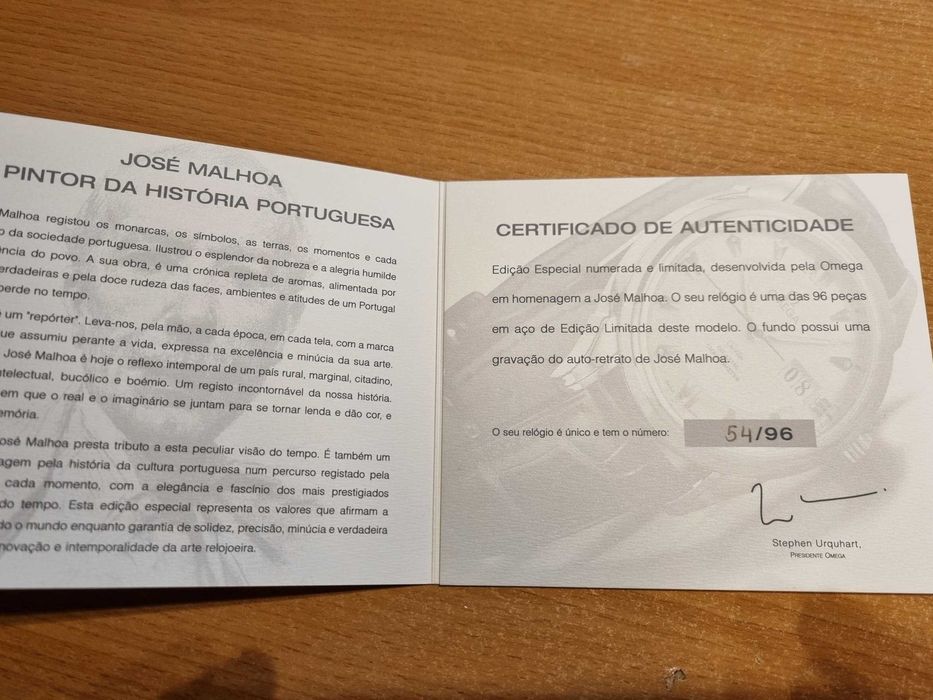 JOSÉ MALHOA
PINTOR DA HISTÓRIA PORTUGUESA
Malhoa registou os monarcas, os símbolos, as terras, os momentos e cada
o da sociedade portuguesa. Ilustrou o esplendor da nobreza e a alegria humilde
ência do povo. A sua obra, é uma crónica repleta de aromas, alimentada por
erdadeiras e pela doce rudeza das faces, ambientes e atitudes de um Portugal
perde no tempo.
é um "repórter". Leva-nos, pela mão, a cada época, em cada tela, com a marca
ue assumiu perante a vida, expressa na excelência e minúcia da sua arte.
José Malhoa é hoje o reflexo intemporal de um país rural, marginal, citadino,
ntelectual, bucólico e boémio. Um registo incontornável da nossa história.
em que o real e o imaginário se juntam para se tornar lenda e dão cor, e
emória.
osé Malhoa presta tributo a esta peculiar visão do tempo. É também um
agem pela história da cultura portuguesa num percurso registado pela
cada momento, com a elegância e fascínio dos mais prestigiados
do tempo. Esta edição especial representa os valores que afirmam a
do o mundo enquanto garantia de solidez, precisão, minúcia e verdadeira
novação e intemporalidade da arte relojoeira.
CERTIFICADO DE AUTENTICIDADE
Edição Especial numerada e limitada, desenvolvida pela Omega
em homenagem a José Malhoa. O seu relógio é uma das 96 peças
em aço de Edição Limitada deste modelo. O fundo possui uma
gravação do auto-retrato de José Malhoa.
O seu relógio é único e tem o número: 54/96
Stephen Urquhart,
PRESIDENTE OMEGA